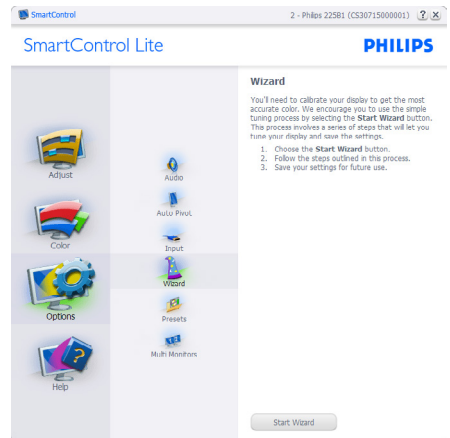 SmartControl
2 - Philips 225B1 (CS30715000001) ? X
SmartControl Lite
PHILIPS
Adjust
Color
Options
Help
Audio
Auto Pivot
Input
Wizard
Presets
Multi Monitors
Wizard
You'll need to calibrate your display to get the most
accurate color. We encourage you to use the simple
tuning process by selecting the Start Wizard button.
This process involves a series of steps that will let you
tune your display and save the settings.
1. Choose the Start Wizard button.
2. Follow the steps outlined in this process.
3. Save your settings for future use.
Start Wizard